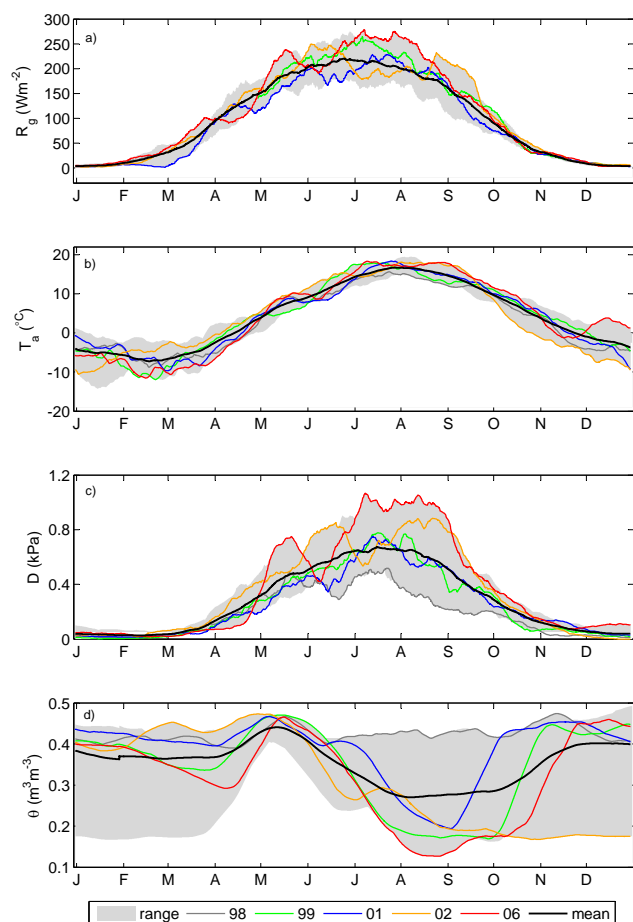 a)
R_g (Wm^-2)
300
250
200
150
100
50
0
J F M A M J J A S O N D
b)
T_a (°C)
20
10
0
-10
-20
J F M A M J J A S O N D
c)
D (kPa)
1.2
0.8
0.4
0
J F M A M J J A S O N D
d)
θ (m^3 m^-3)
0.5
0.4
0.3
0.2
0.1
J F M A M J J A S O N D
range 98 99 01 02 06 mean